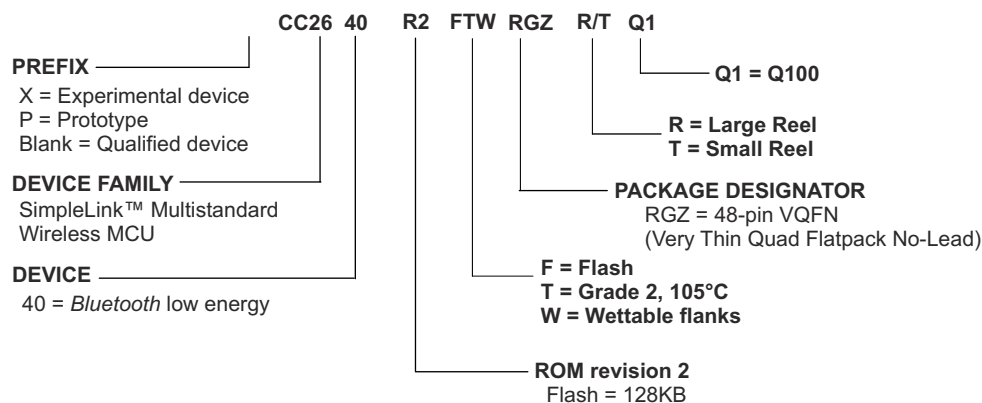 CC26 40 R2 FTW RGZ R/T Q1
PREFIX
X = Experimental device
P = Prototype
Blank = Qualified device
DEVICE FAMILY
SimpleLink™ Multistandard
Wireless MCU
DEVICE
40 = Bluetooth low energy
Q1 = Q100
R = Large Reel
T = Small Reel
PACKAGE DESIGNATOR
RGZ = 48-pin VQFN
(Very Thin Quad Flatpack No-Lead)
F = Flash
T = Grade 2, 105°C
W = Wettable flanks
ROM revision 2
Flash = 128KB